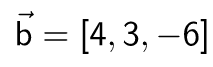 b⃗ = [4, 3, −6]